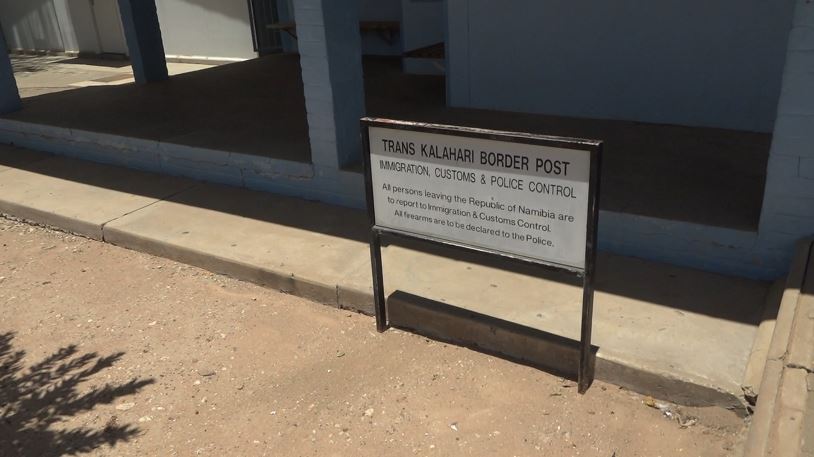 TRANS KALAHARI BORDER POST
IMMIGRATION, CUSTOMS & POLICE CONTROL
All persons leaving the Republic of Namibia are
to report to Immigration & Customs Control.
All firearms are to be declared to the Police.